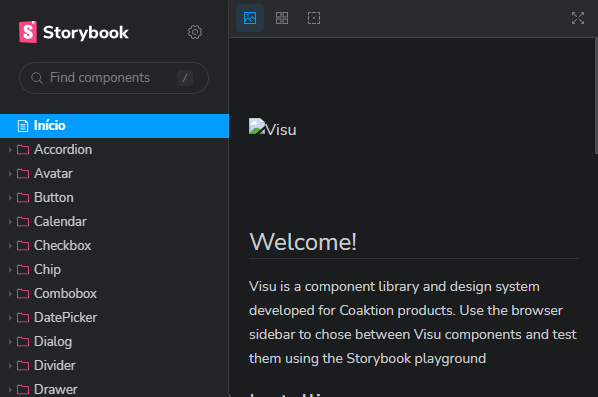 Storybook
Find components /
Início
Accordion
Avatar
Button
Calendar
Checkbox
Chip
Combobox
DatePicker
Dialog
Divider
Drawer
Visu
Welcome!
Visu is a component library and design system
developed for Coaktion products. Use the browser
sidebar to chose between Visu components and test
them using the Storybook playground